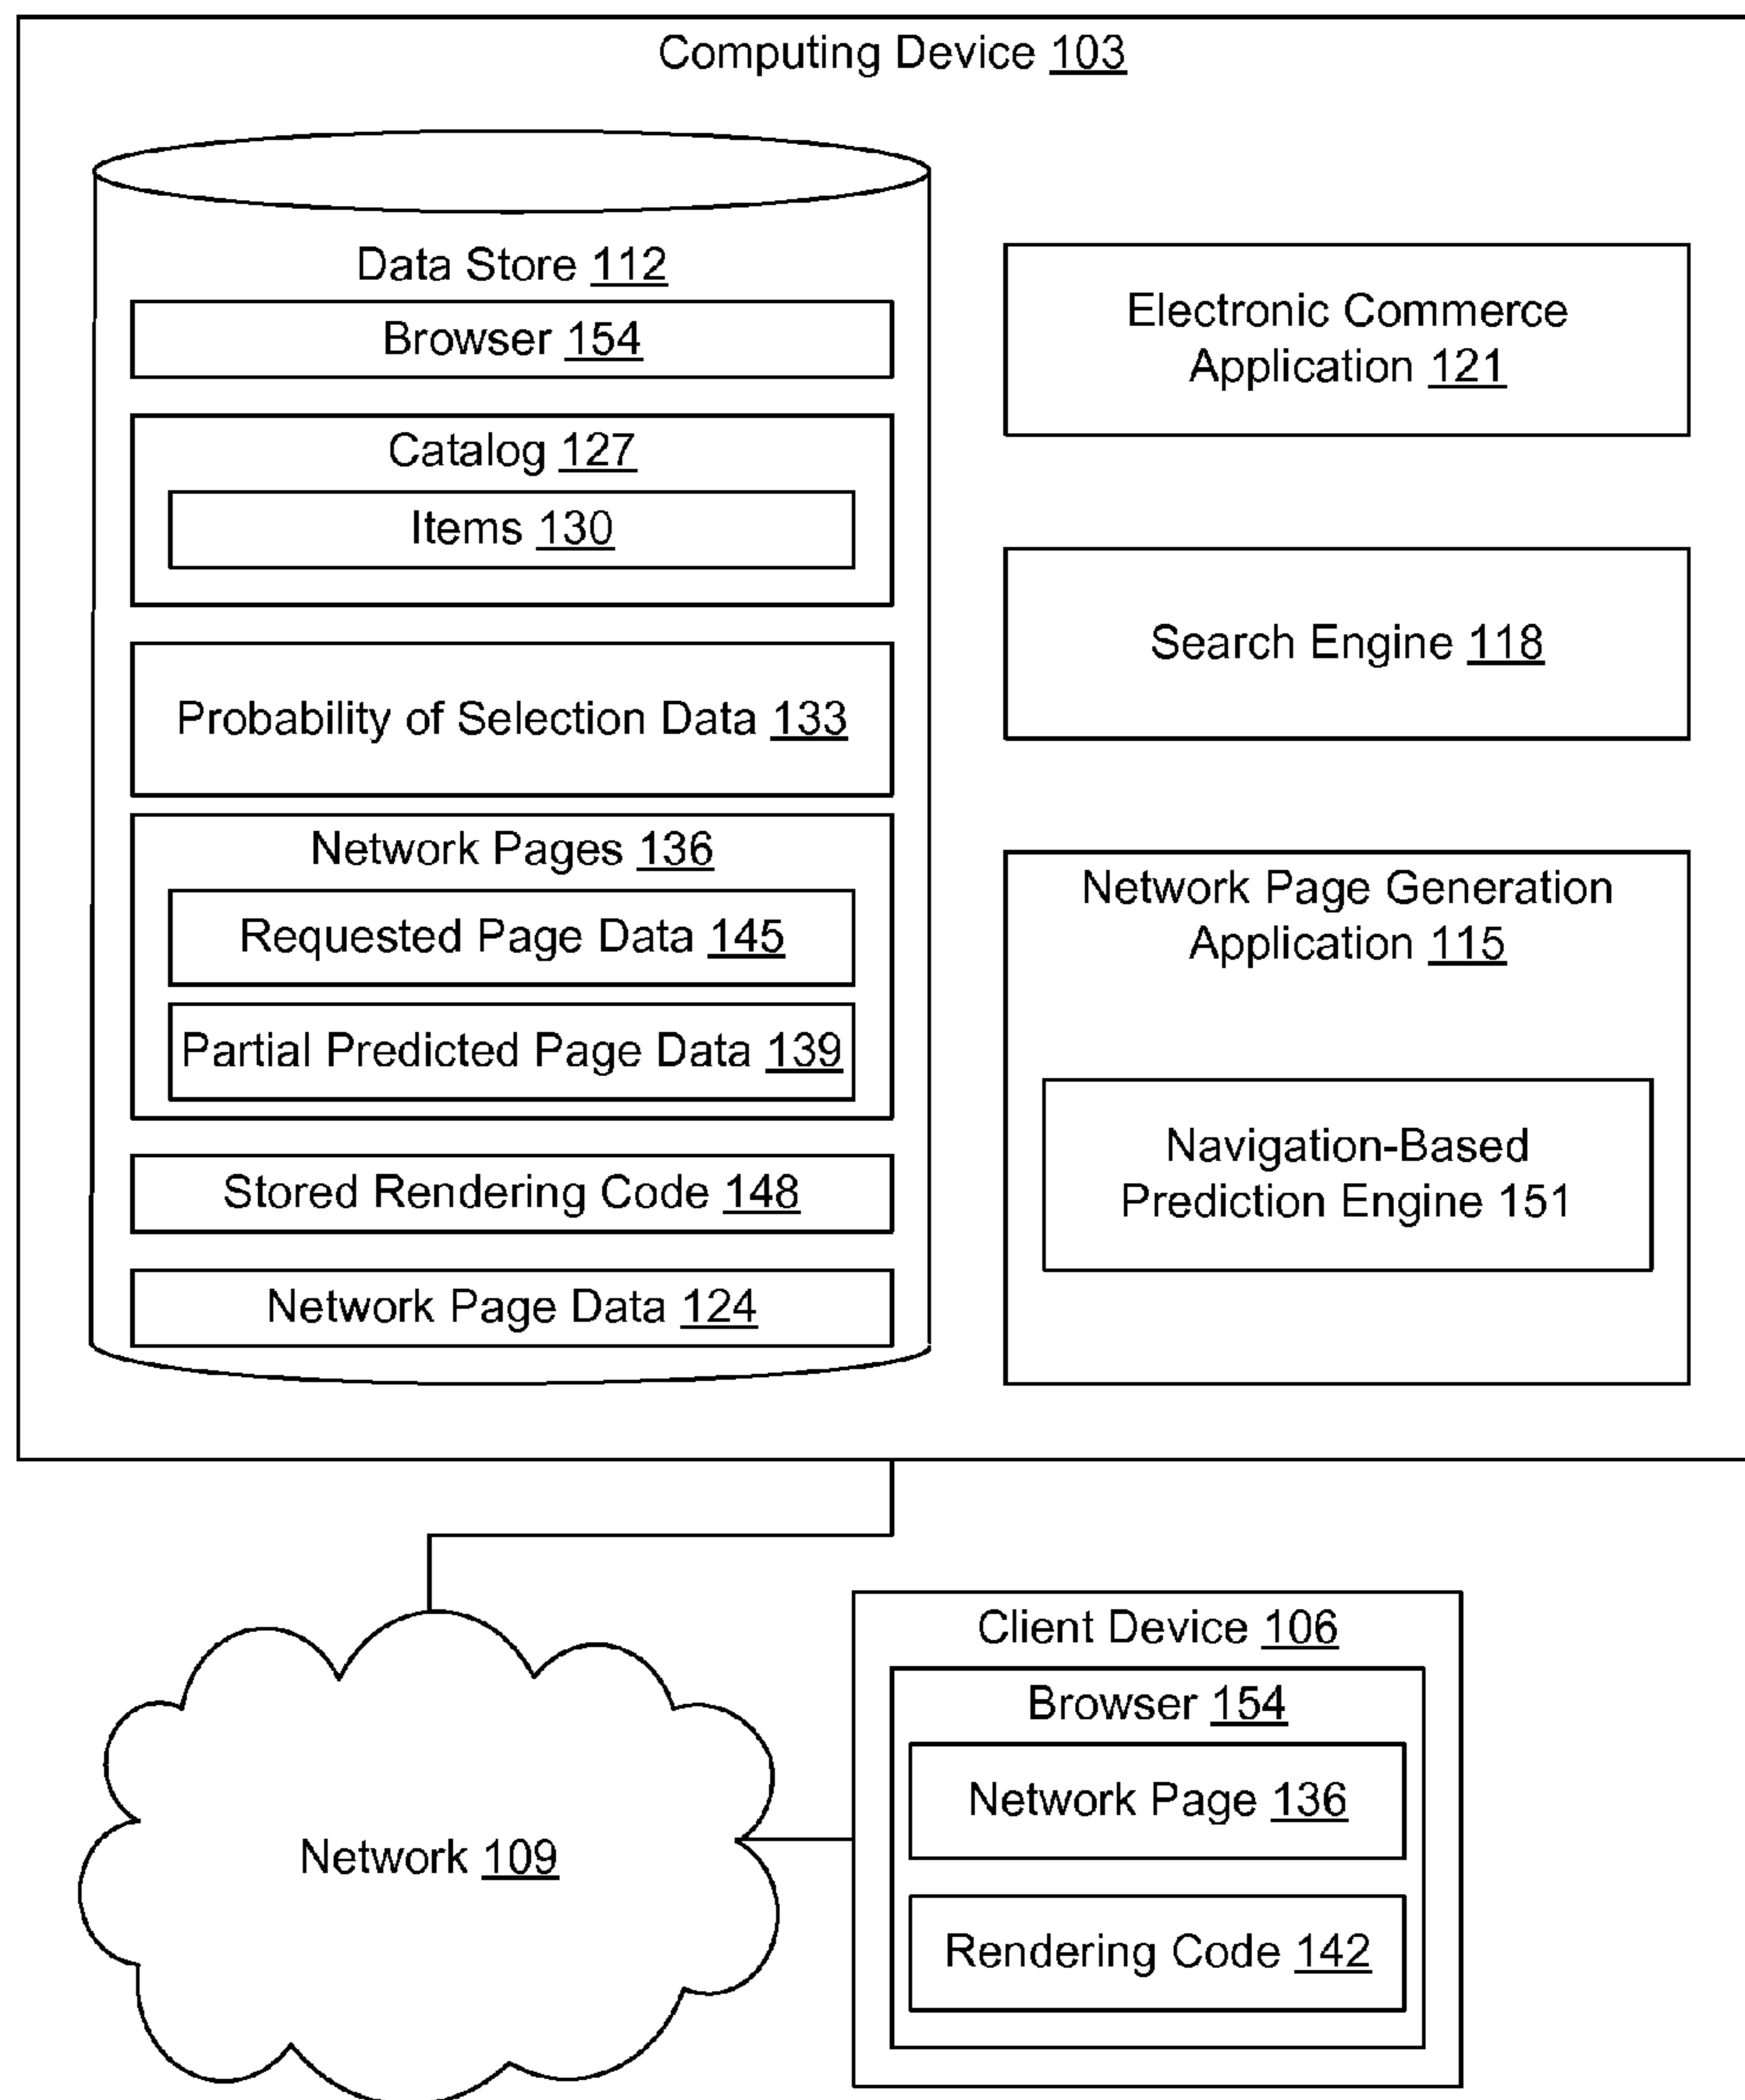 Computing Device 103
Data Store 112
Browser 154
Catalog 127
Items 130
Probability of Selection Data 133
Network Pages 136
Requested Page Data 145
Partial Predicted Page Data 139
Stored Rendering Code 148
Network Page Data 124
Electronic Commerce
Application 121
Search Engine 118
Network Page Generation
Application 115
Navigation-Based
Prediction Engine 151
Network 109
Client Device 106
Browser 154
Network Page 136
Rendering Code 142